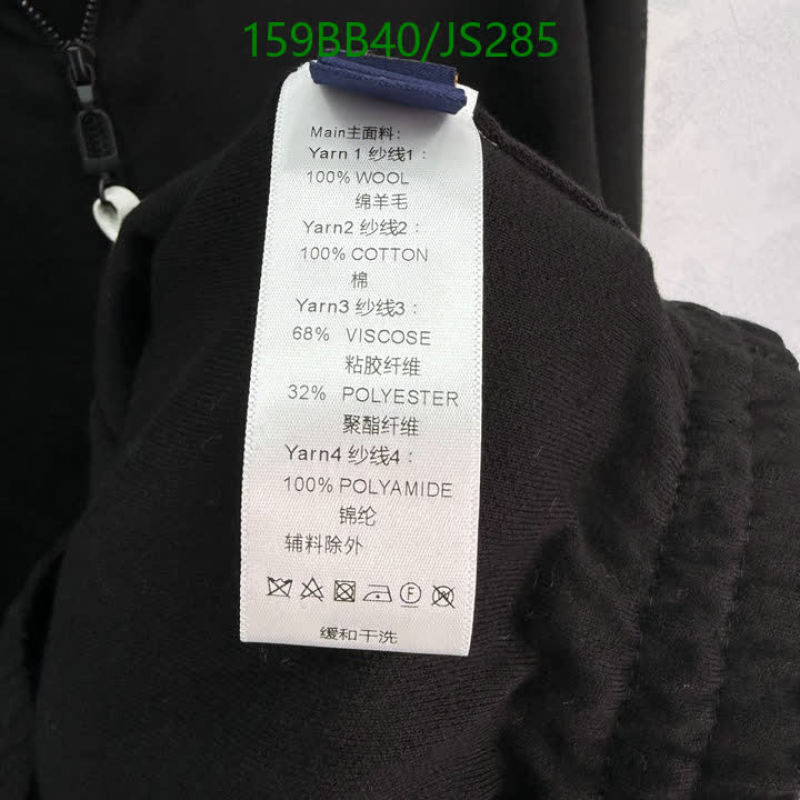 159BB40/JS285
Main主面料:
Yarn 1 纱线1:
100% WOOL
绵羊毛
Yarn2 纱线2:
100% COTTON
棉
Yarn3 纱线3:
68% VISCOSE
粘胶纤维
32% POLYESTER
聚酯纤维
Yarn4 纱线4:
100% POLYAMIDE
锦纶
辅料除外
F W
缓和干洗